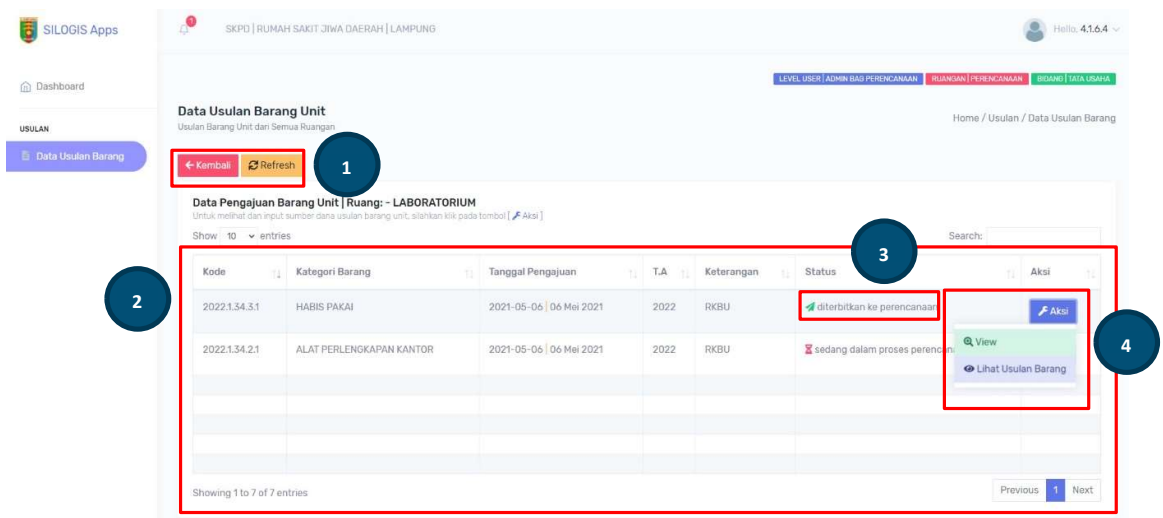 SILOGIS Apps
1
SKPD | RUMAH SAKIT JIWA DAERAH | LAMPUNG
Hello, 4.1.6.4
Dashboard
LEVEL USER | ADMIN BAG PERENCANAAN RUANGAN | PERENCANAAN BIDANG | TATA USAHA
Data Usulan Barang Unit
Usulan Barang Unit dari Semua Ruangan
Home / Usulan / Data Usulan Barang
USULAN
Data Usulan Barang
Kembali Refresh
1
Data Pengajuan Barang Unit | Ruang: - LABORATORIUM
Untuk melihat dan input sumber dana usulan barang unit, silahkan klik pada tombol [ Aksi ]
Show 10 entries
Search:
3
Kode Kategori Barang Tanggal Pengajuan T.A Keterangan Status Aksi
2
2022.1.34.3.1 HABIS PAKAI 2021-05-06 | 06 Mei 2021 2022 RKBU diterbitkan ke perencanaan Aksi
View
4
2022.1.34.2.1 ALAT PERLENGKAPAN KANTOR 2021-05-06 | 06 Mei 2021 2022 RKBU sedang dalam proses perencan
Lihat Usulan Barang
Showing 1 to 7 of 7 entries
Previous 1 Next